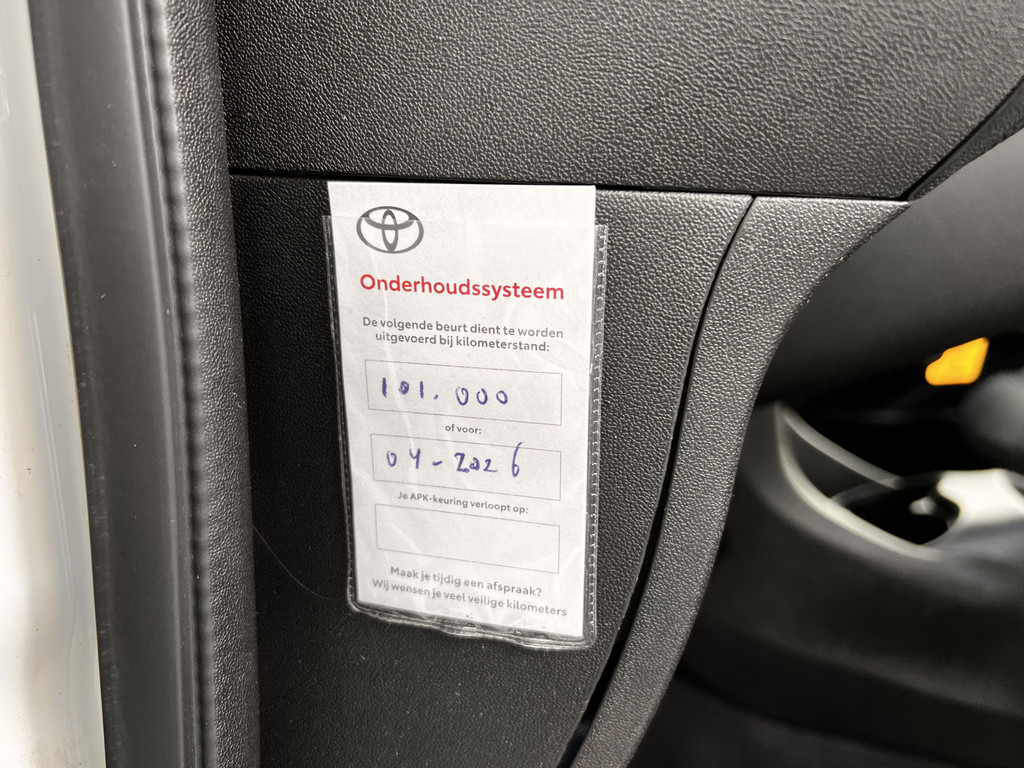 Onderhoudssysteem
De volgende beurt dient te worden
uitgevoerd bij kilometerstand:
101.000
of voor:
04-2026
Je APK-keuring verloopt op:
Maak je tijdig een afspraak?
Wij wensen je veel veilige kilometers